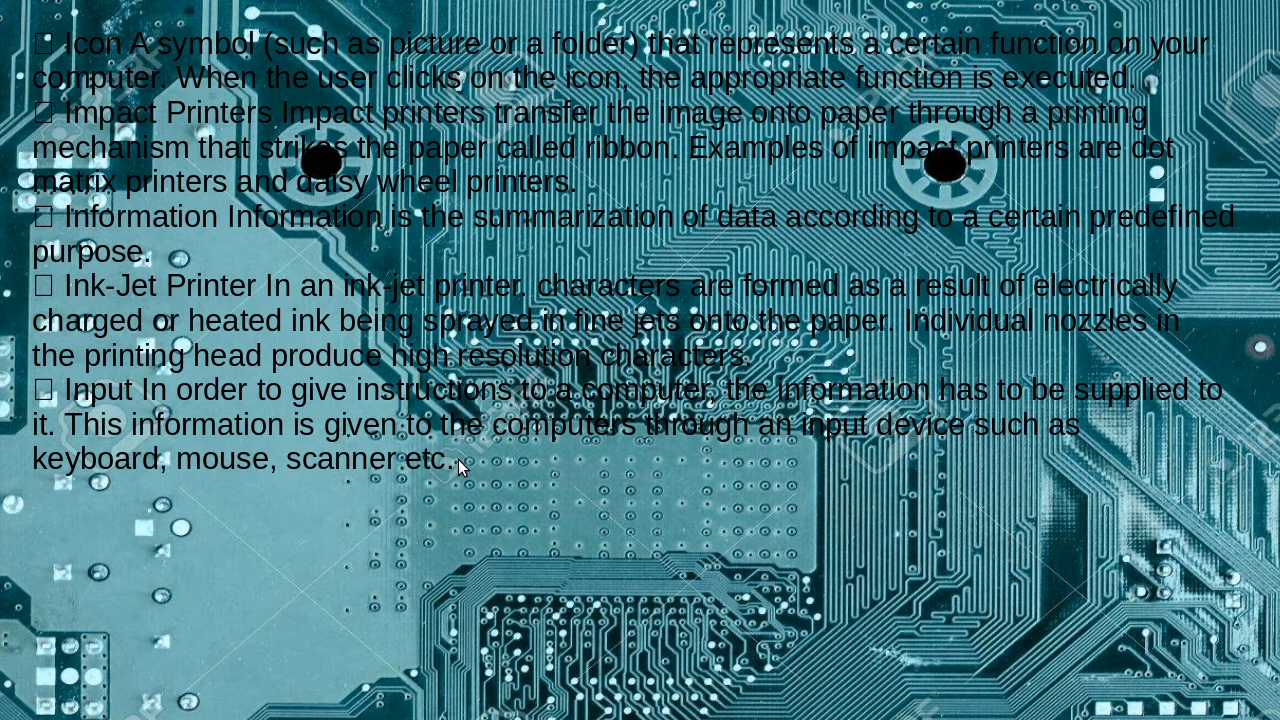 Icon A symbol (such as picture or a folder) that represents a certain function on your
computer. When the user clicks on the icon, the appropriate function is executed.
 Impact Printers Impact printers transfer the image onto paper through a printing
mechanism that strikes the paper called ribbon. Examples of impact printers are dot
matrix printers and daisy wheel printers.
 Information Information is the summarization of data according to a certain predefined
purpose.
 Ink-Jet Printer In an ink-jet printer. characters are formed as a result of electrically
charged or heated ink being sprayed in fine jets onto the paper. Individual nozzles in
the printing head produce high resolution characters.
 Input In order to give instructions to a computer, the information has to be supplied to
it. This information is given to the computers through an input device such as
keyboard, mouse, scanner etc.